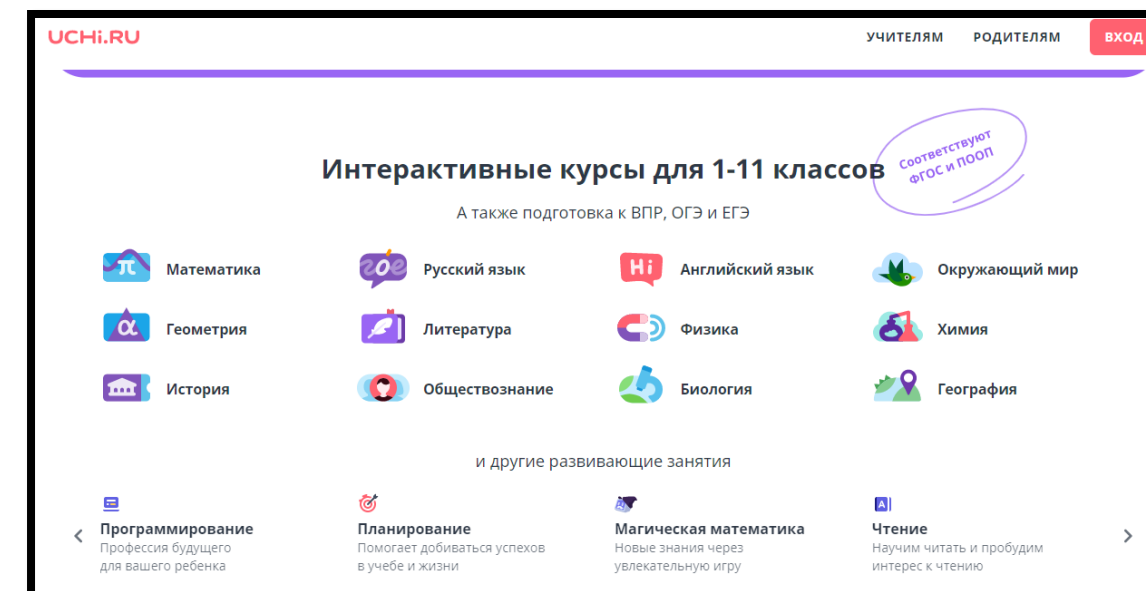 UCHi.RU
УЧИТЕЛЯМ РОДИТЕЛЯМ ВХОД
Соответствуют
ФГОС и ПООП
Интерактивные курсы для 1-11 классов
А также подготовка к ВПР, ОГЭ и ЕГЭ
π Математика
zóe Русский язык
Hi Английский язык
Окружающий мир
α Геометрия
Литература
Физика
Химия
История
Обществознание
Биология
География
и другие развивающие занятия
Программирование
Профессия будущего
для вашего ребенка
Планирование
Помогает добиваться успехов
в учебе и жизни
Магическая математика
Новые знания через
увлекательную игру
A
Чтение
Научим читать и пробудим
интерес к чтению